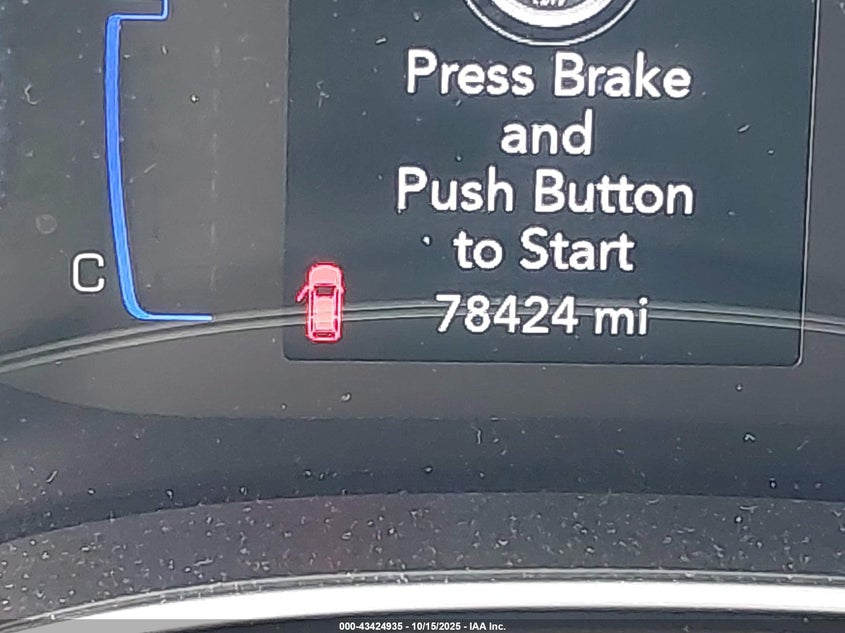 Press Brake
and
Push Button
to Start
C
78424 mi
000-43424935 - 10/15/2025 - IAA Inc.